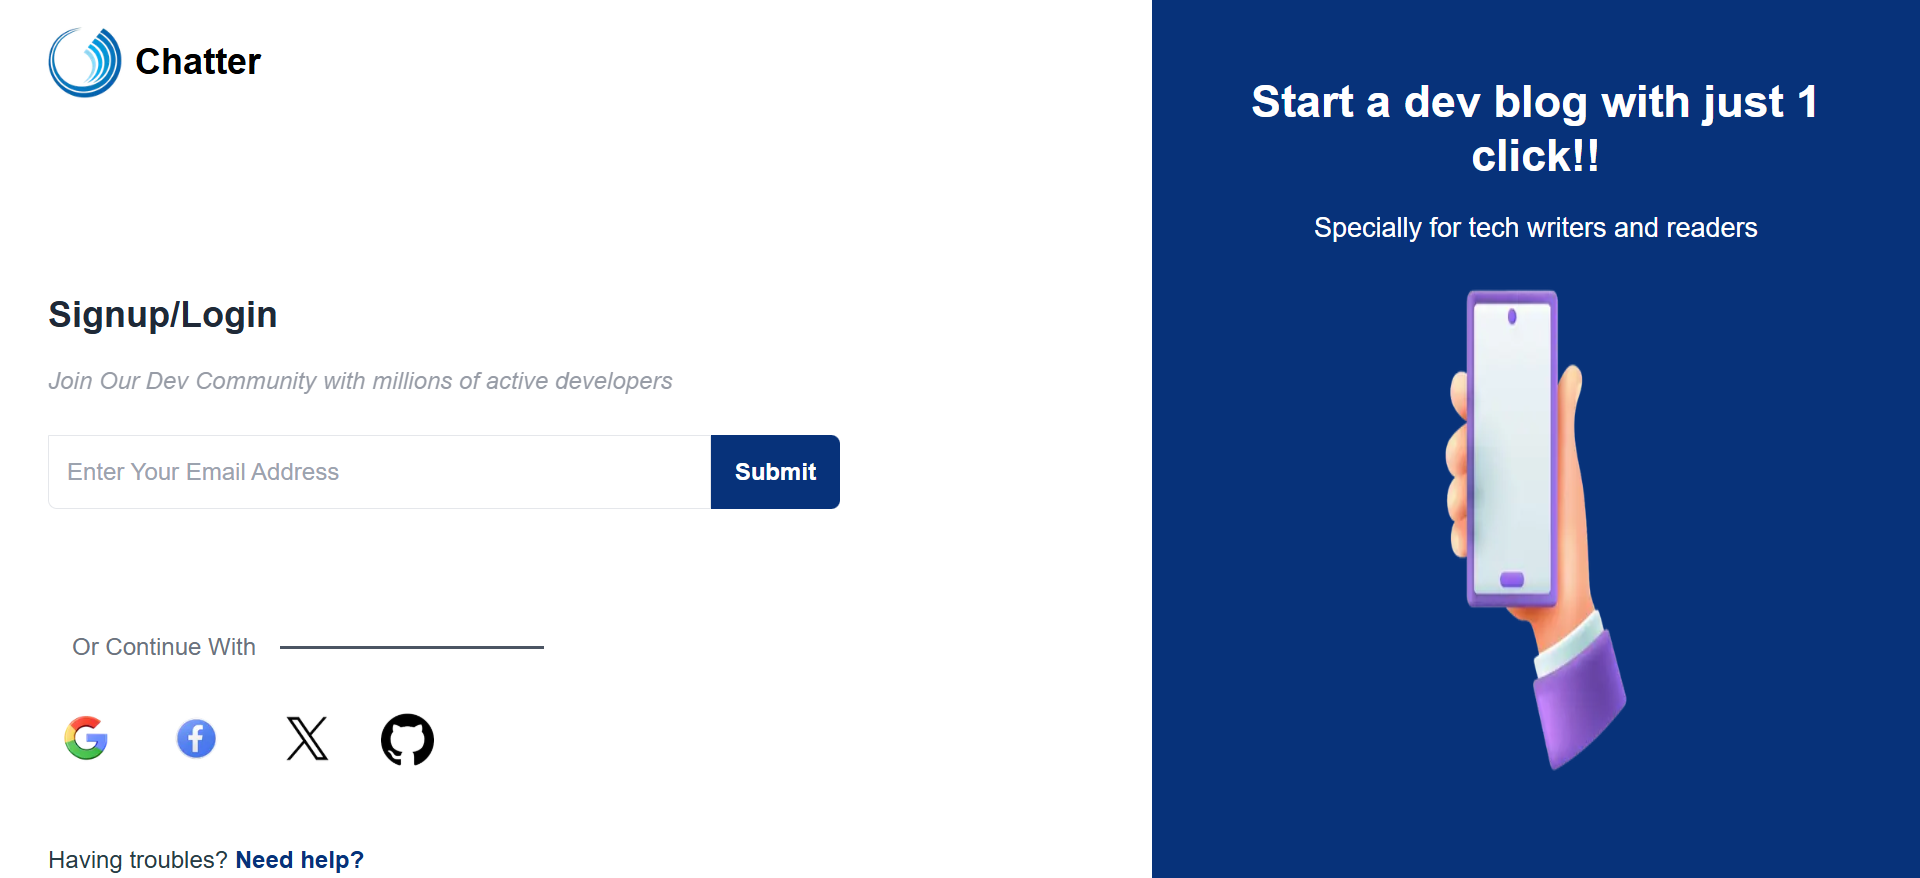 Chatter
Signup/Login
Join Our Dev Community with millions of active developers
Enter Your Email Address
Submit
Or Continue With
Having troubles? Need help?
Start a dev blog with just 1
click!!
Specially for tech writers and readers